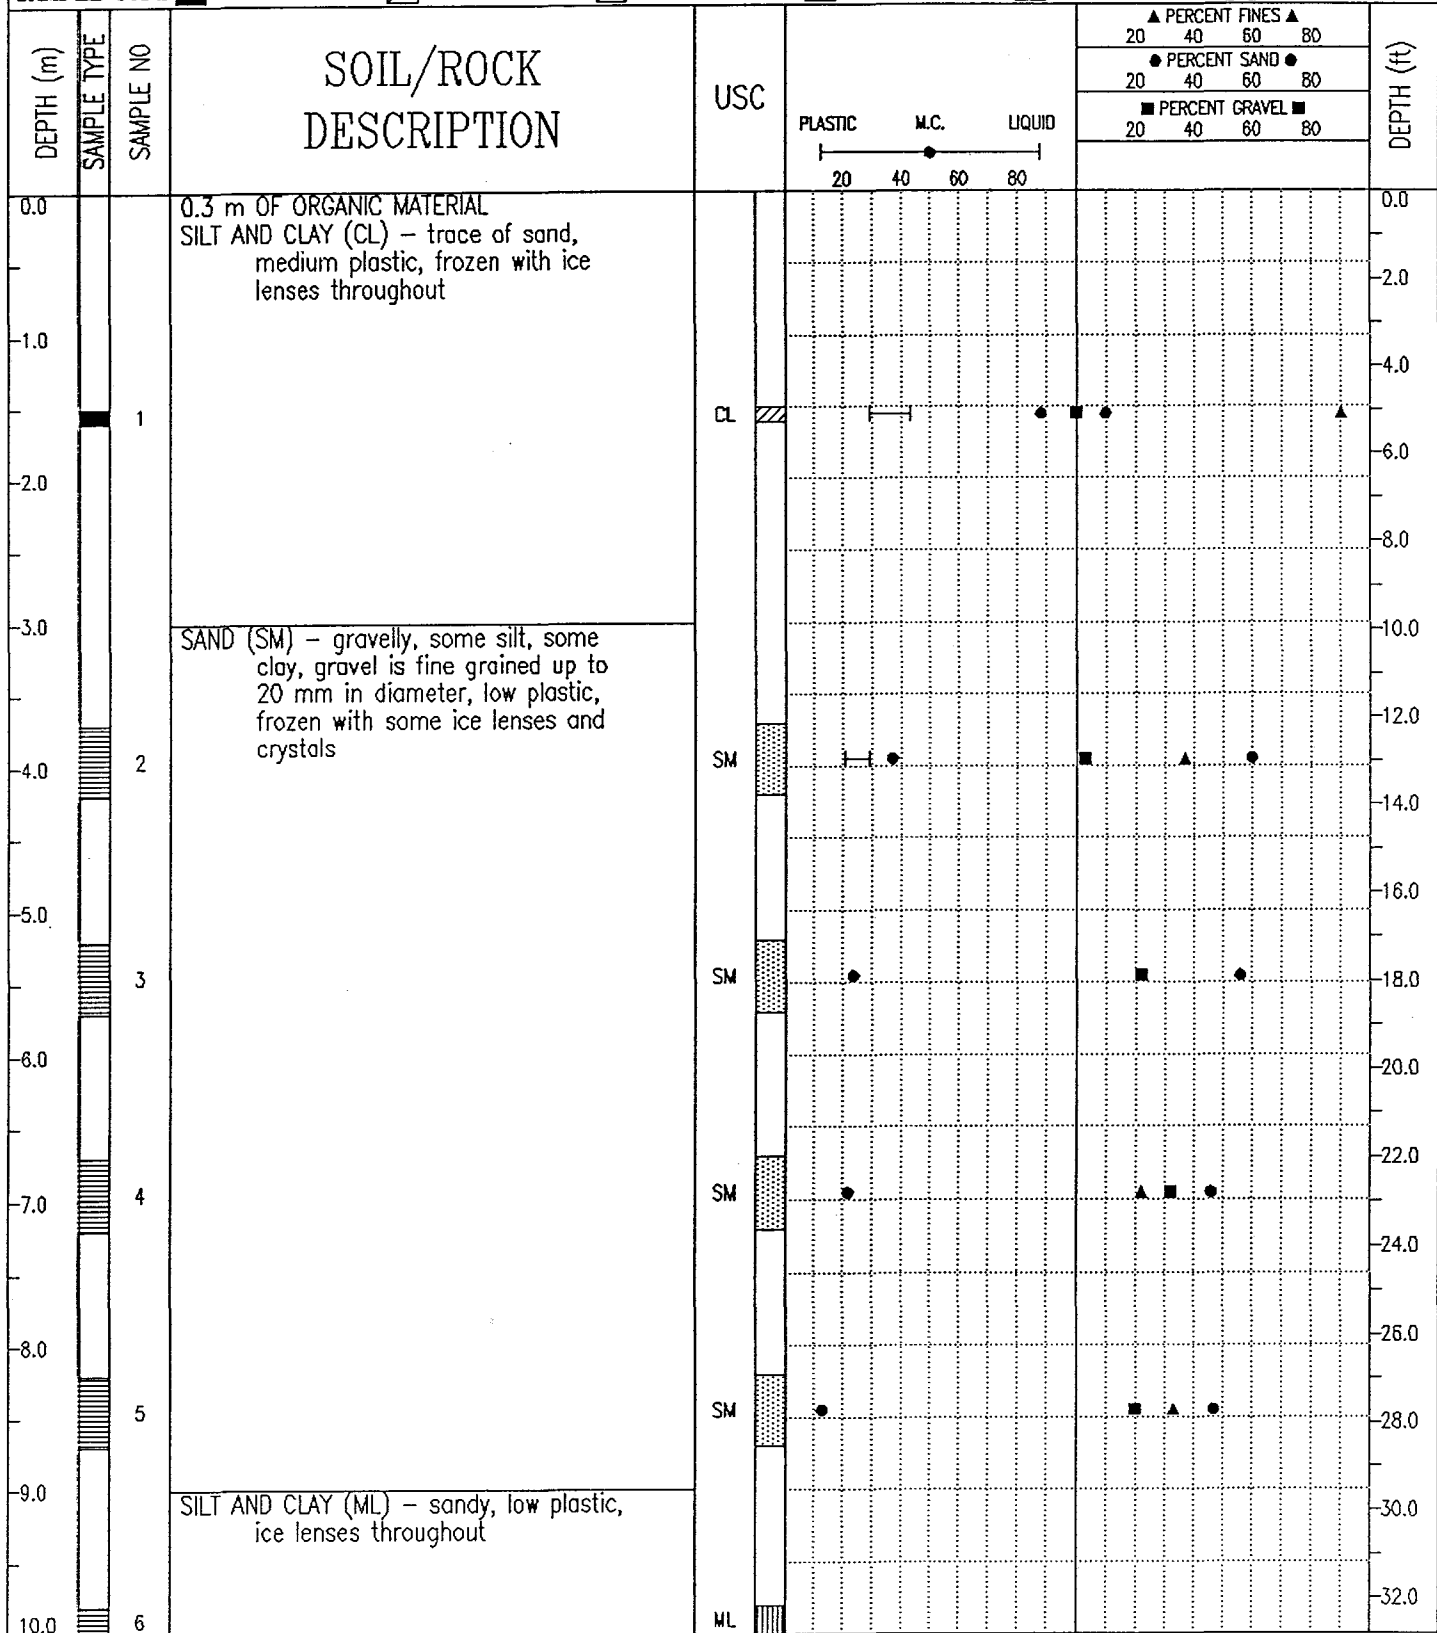 ▲ PERCENT FINES ▲
20 40 60 80
● PERCENT SAND ●
20 40 60 80
■ PERCENT GRAVEL ■
20 40 60 80
DEPTH (m)
SAMPLE TYPE
SAMPLE NO
SOIL/ROCK
DESCRIPTION
USC
PLASTIC M.C. LIQUID
20 40 60 80
DEPTH (ft)
0.0
0.3 m OF ORGANIC MATERIAL
SILT AND CLAY (CL) – trace of sand,
medium plastic, frozen with ice
lenses throughout
0.0
2.0
1.0
4.0
1 CL
6.0
2.0
8.0
3.0
10.0
SAND (SM) – gravelly, some silt, some
clay, gravel is fine grained up to
20 mm in diameter, low plastic,
frozen with some ice lenses and
crystals
12.0
2 SM
4.0
14.0
16.0
5.0
3 SM
18.0
6.0
20.0
22.0
4 SM
7.0
24.0
26.0
8.0
5 SM
28.0
9.0
SILT AND CLAY (ML) – sandy, low plastic,
ice lenses throughout
30.0
32.0
10.0 6 ML